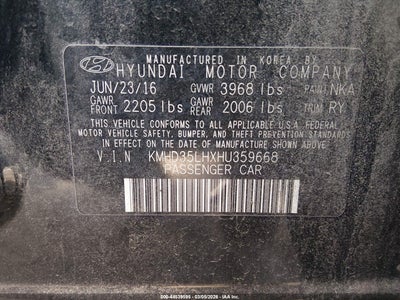 MANUFACTURED IN KOREA BY
HYUNDAI MOTOR COMPANY
JUN/23/16 GVWR 3968 lbs PAINT NKA
GAWR FRONT 2205 lbs GAWR REAR 2006 lbs TRIM RY
THIS VEHICLE CONFORMS TO ALL APPLICABLE U.S.A. FEDERAL
MOTOR VEHICLE SAFETY, BUMPER, AND THEFT PREVENTION STANDARDS
IN EFFECT ON THE DATE OF MANUFACTURE SHOWN ABOVE.
V.I.N KMHD35LHXHU359668
PASSENGER CAR